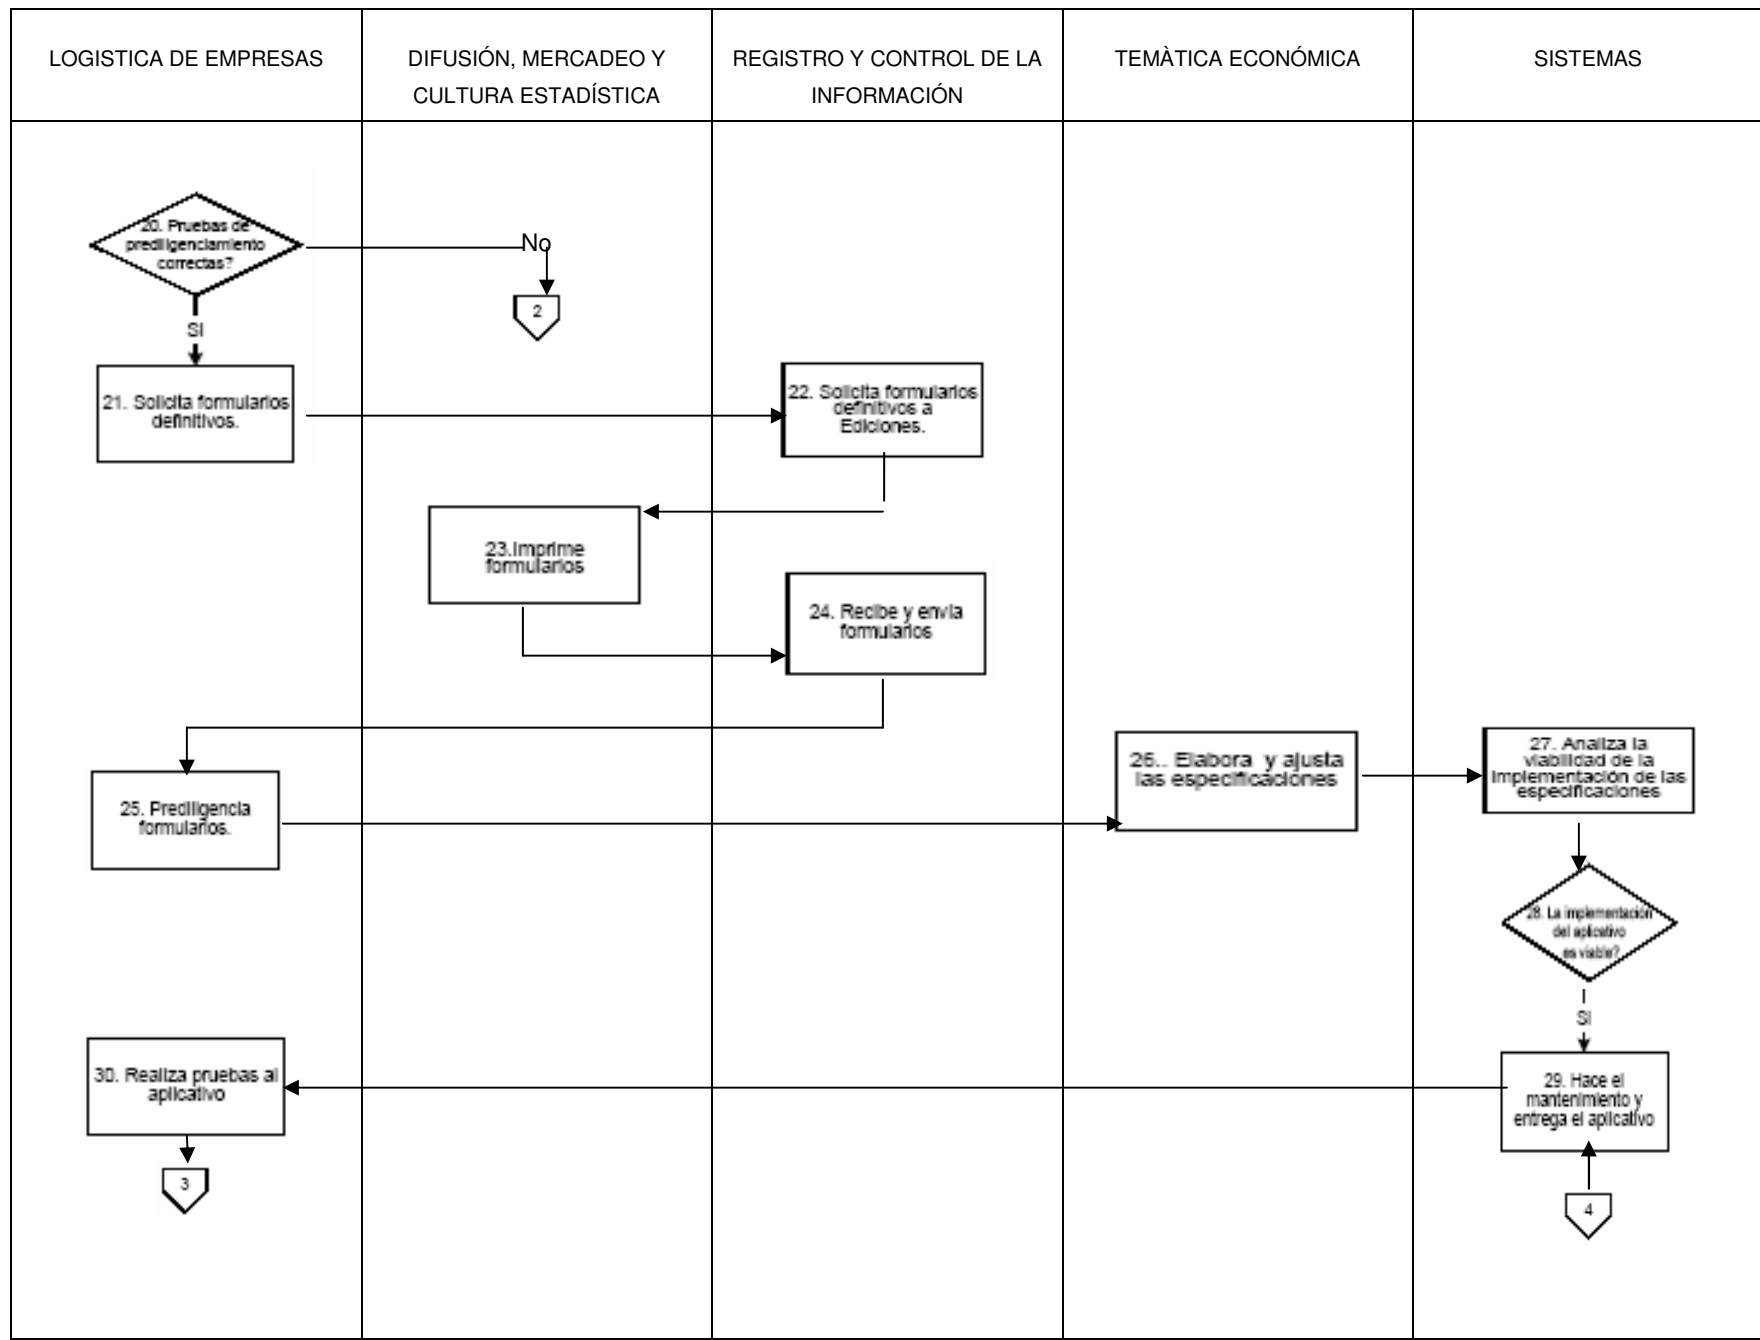 LOGISTICA DE EMPRESAS
DIFUSIÓN, MERCADEO Y
CULTURA ESTADÍSTICA
REGISTRO Y CONTROL DE LA
INFORMACIÓN
TEMÀTICA ECONÓMICA
SISTEMAS
20. Pruebas de
prediligenciamiento
correctas?
No
2
SI
21. Solicita formularios
definitivos.
22. Solicita formularios
definitivos a
Ediciones.
23.Imprime
formularios
24. Recibe y envia
formularios
25. Prediligencia
formularios.
26.. Elabora y ajusta
las especificaciones
27. Analiza la
viabilidad de la
implementación de las
especificaciones
28. La implementación
del aplicativo
es viable?
SI
29. Hace el
mantenimiento y
entrega el aplicativo
30. Realiza pruebas al
aplicativo
3
4